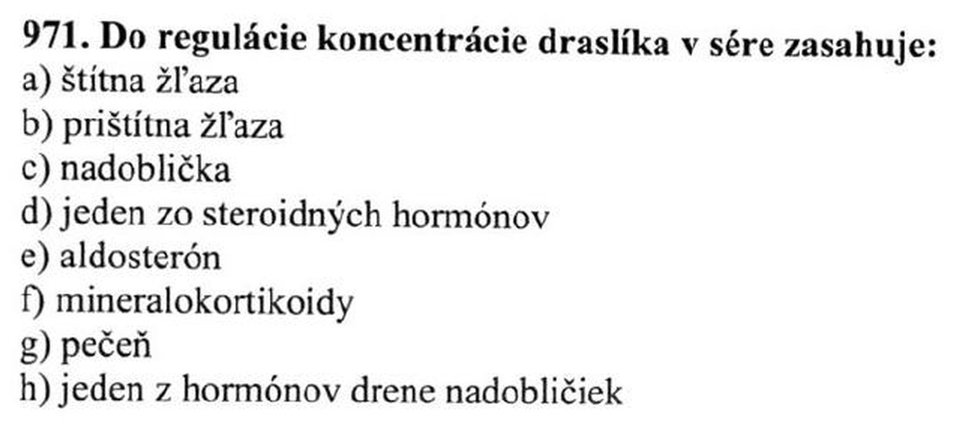 971. Do regulácie koncentrácie draslíka v sére zasahuje:
a) štítna žľaza
b) prištítna žľaza
c) nadoblička
d) jeden zo steroidných hormónov
e) aldosterón
f) mineralokortikoidy
g) pečeň
h) jeden z hormónov drene nadobličiek